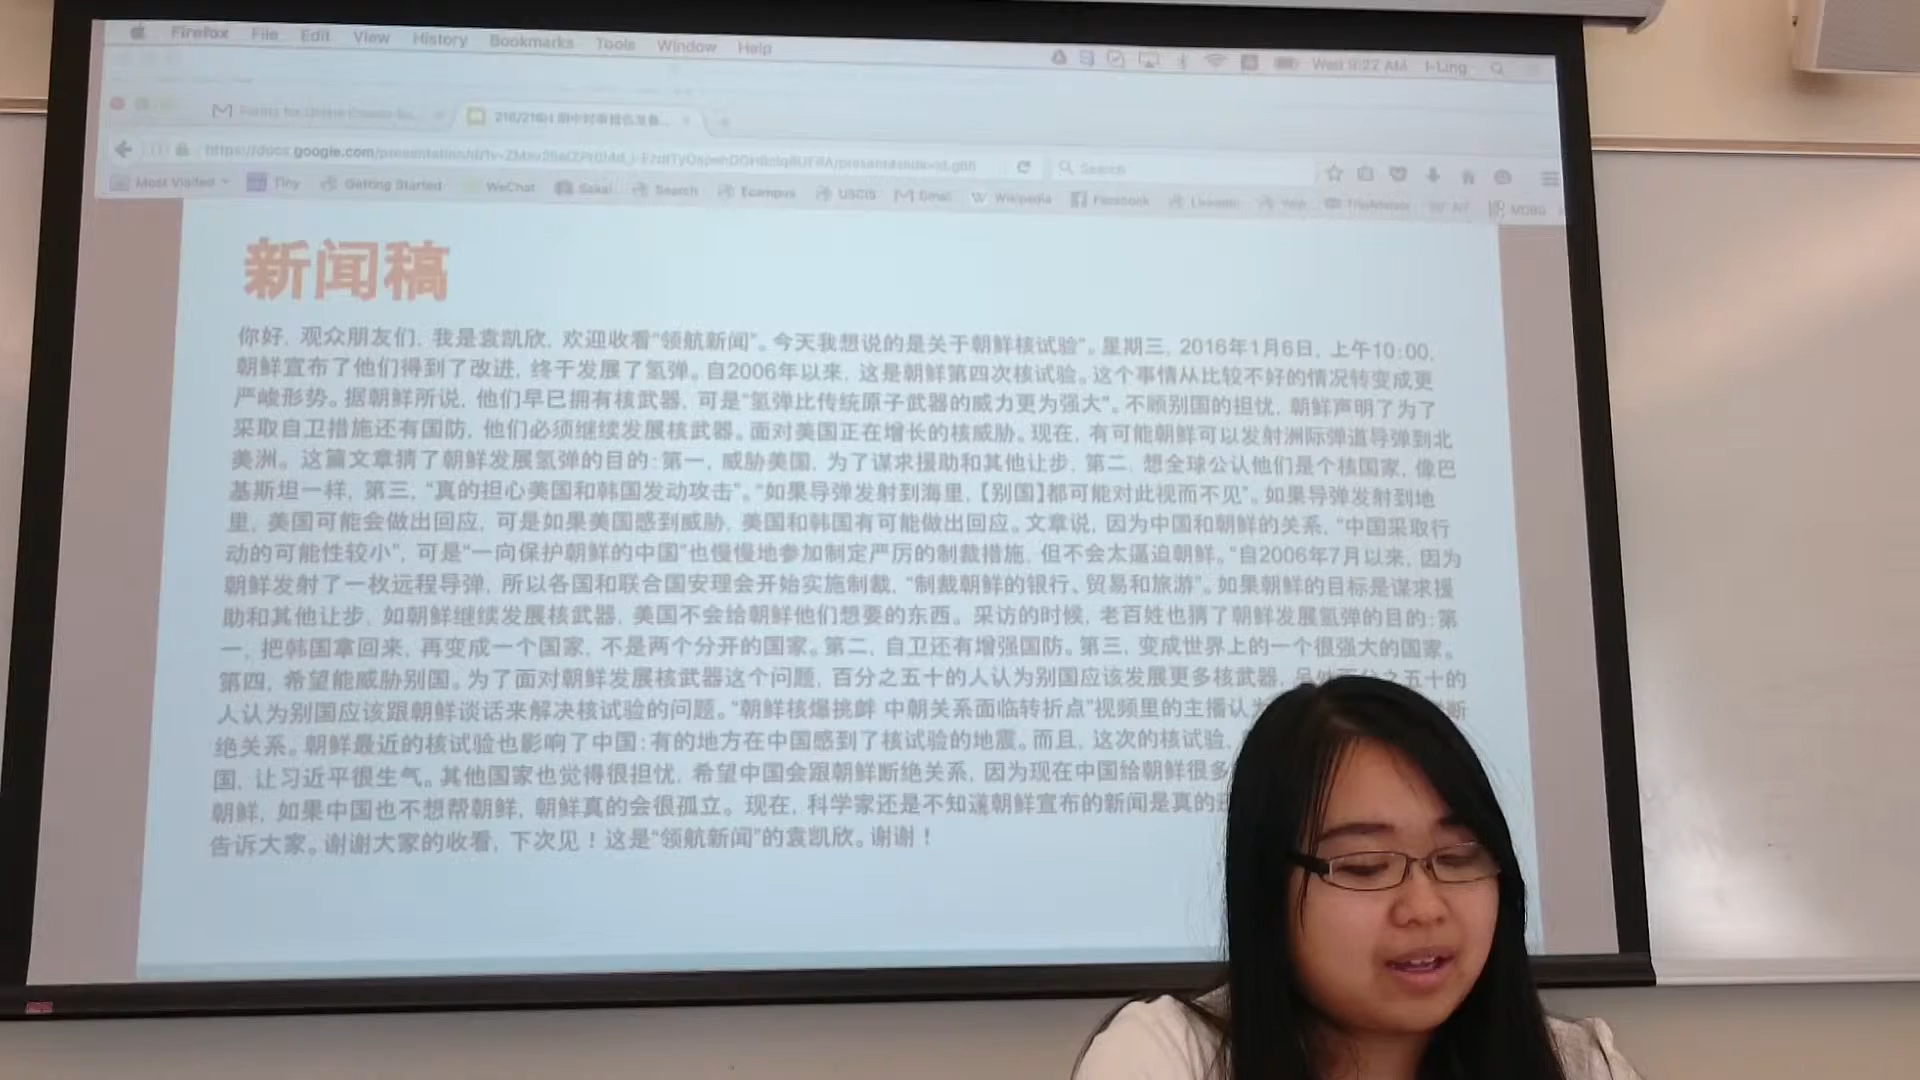 Firefox File Edit View History Bookmarks Tools Window Help
Wed 9:22 AM I-Ling
216/216H
https://docs.google.com/presentation/d/
Search
Most Visited Tiny Getting Started WeChat Sakai Search Ecampus USCIS Gmail Wikipedia Facebook LinkedIn
新闻稿
你好, 观众朋友们, 我是袁凯欣, 欢迎收看“领航新闻”。今天我想说的是关于朝鲜核试验”。星期三, 2016年1月6日, 上午10:00,
朝鲜宣布了他们得到了改进, 终于发展了氢弹。自2006年以来, 这是朝鲜第四次核试验。这个事情从比较不好的情况转变成更
严峻形势。据朝鲜所说, 他们早已拥有核武器, 可是“氢弹比传统原子武器的威力更为强大”。不顾别国的担忧, 朝鲜声明了为了
采取自卫措施还有国防, 他们必须继续发展核武器。面对美国正在增长的核威胁。现在, 有可能朝鲜可以发射洲际弹道导弹到北
美洲。这篇文章猜了朝鲜发展氢弹的目的:第一, 威胁美国, 为了谋求援助和其他让步, 第二, 想全球公认他们是个核国家, 像巴
基斯坦一样, 第三, “真的担心美国和韩国发动攻击”。“如果导弹发射到海里,【别国】都可能对此视而不见”。如果导弹发射到地
里, 美国可能会做出回应, 可是如果美国感到威胁, 美国和韩国有可能做出回应。文章说, 因为中国和朝鲜的关系, “中国采取行
动的可能性较小”, 可是“一向保护朝鲜的中国”也慢慢地参加制定严厉的制裁措施, 但不会太逼迫朝鲜。“自2006年7月以来, 因为
朝鲜发射了一枚远程导弹, 所以各国和联合国安理会开始实施制裁, “制裁朝鲜的银行、贸易和旅游”。如果朝鲜的目标是谋求援
助和其他让步, 如朝鲜继续发展核武器, 美国不会给朝鲜他们想要的东西。采访的时候, 老百姓也猜了朝鲜发展氢弹的目的:第
一, 把韩国拿回来, 再变成一个国家, 不是两个分开的国家。第二, 自卫还有增强国防。第三, 变成世界上的一个很强大的国家。
第四, 希望能威胁别国。为了面对朝鲜发展核武器这个问题, 百分之五十的人认为别国应该发展更多核武器, 另外百分之五十的
人认为别国应该跟朝鲜谈话来解决核试验的问题。“朝鲜核爆挑衅 中朝关系面临转折点”视频里的主播认为 断
绝关系。朝鲜最近的核试验也影响了中国:有的地方在中国感到了核试验的地震。而且, 这次的核试验,
国, 让习近平很生气。其他国家也觉得很担忧, 希望中国会跟朝鲜断绝关系, 因为现在中国给朝鲜很多
朝鲜, 如果中国也不想帮朝鲜, 朝鲜真的会很孤立。现在, 科学家还是不知道朝鲜宣布的新闻是真的还
告诉大家。谢谢大家的收看, 下次见！这是“领航新闻”的袁凯欣。谢谢！